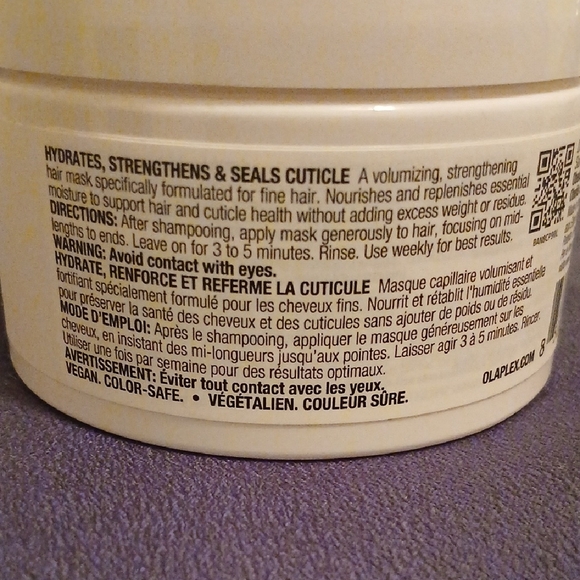 HYDRATES, STRENGTHENS & SEALS CUTICLE A volumizing, strengthening
hair mask specifically formulated for fine hair. Nourishes and replenishes essential
moisture to support hair and cuticle health without adding excess weight or residue.
DIRECTIONS: After shampooing, apply mask generously to hair, focusing on mid-
lengths to ends. Leave on for 3 to 5 minutes. Rinse. Use weekly for best results.
WARNING: Avoid contact with eyes.
HYDRATE, RENFORCE ET REFERME LA CUTICULE Masque capillaire volumisant et
fortifiant spécialement formulé pour les cheveux fins. Nourrit et rétablit l'humidité essentielle
pour préserver la santé des cheveux et des cuticules sans ajouter de poids ou de résidu.
MODE D'EMPLOI: Après le shampooing, appliquer le masque généreusement sur les
cheveux, en insistant des mi-longueurs jusqu'aux pointes. Laisser agir 3 à 5 minutes. Rincer.
Utiliser une fois par semaine pour des résultats optimaux.
AVERTISSEMENT: Éviter tout contact avec les yeux.
VEGAN. COLOR-SAFE. • VÉGÉTALIEN. COULEUR SÛRE.
OLAPLEX.COM
8